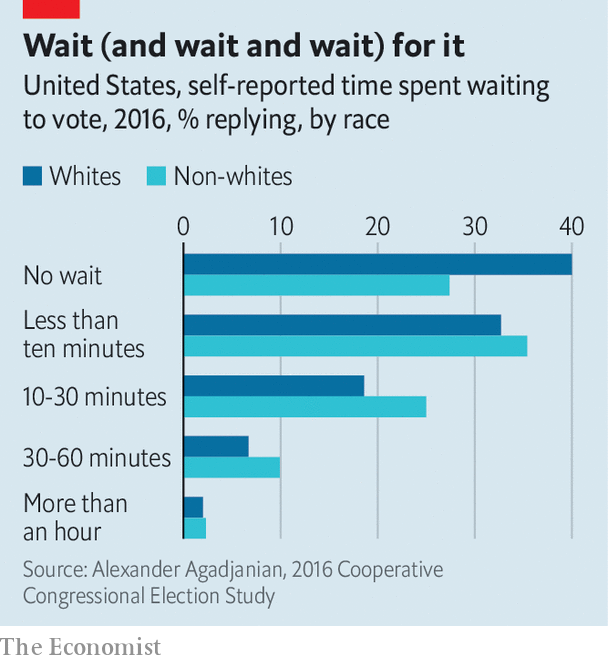 Wait (and wait and wait) for it
United States, self-reported time spent waiting
to vote, 2016, % replying, by race
Whites Non-whites
0 10 20 30 40
No wait
Less than
ten minutes
10-30 minutes
30-60 minutes
More than
an hour
Source: Alexander Agadjanian, 2016 Cooperative
Congressional Election Study
The Economist